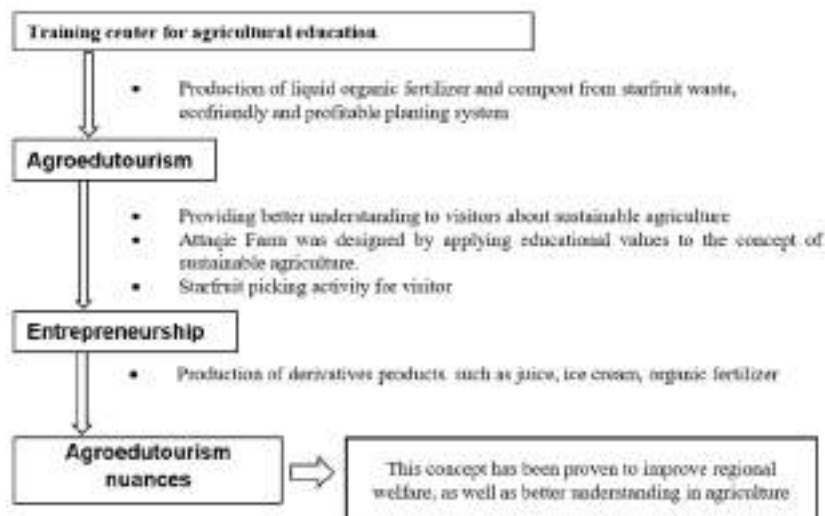 Training center for agricultural education
• Production of liquid organic fertilizer and compost from starfruit waste,
ecofriendly and profitable planting system
Agroedutourism
• Providing better understanding to visitors about sustainable agriculture
• Attaqie Farm was designed by applying educational values to the concept of
sustainable agriculture.
• Starfruit picking activity for visitor
Entrepreneurship
• Production of derivatives products such as juice, ice cream, organic fertilizer
Agroedutourism
nuances
This concept has been proven to improve regional
welfare, as well as better understanding in agriculture